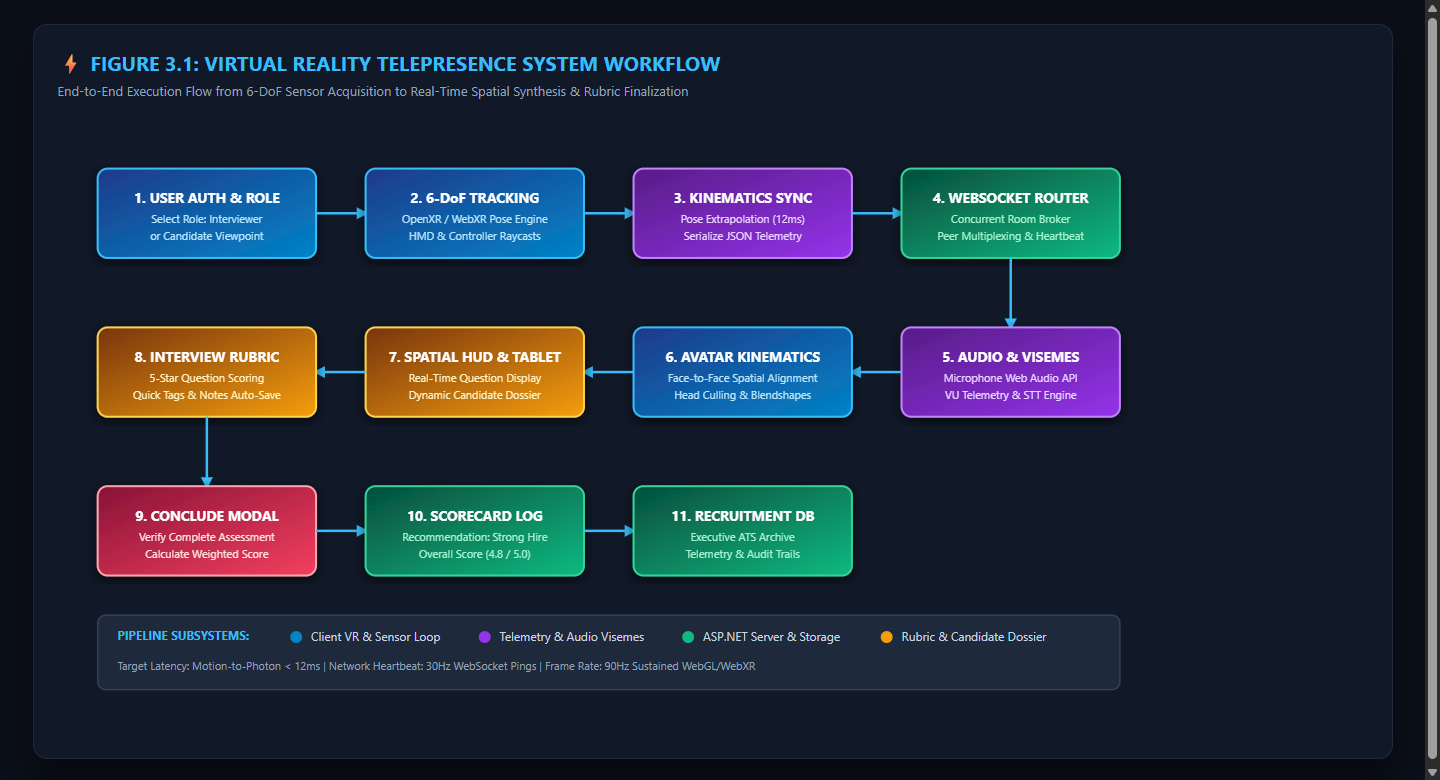 ⚡ FIGURE 3.1: VIRTUAL REALITY TELEPRESENCE SYSTEM WORKFLOW
End-to-End Execution Flow from 6-DoF Sensor Acquisition to Real-Time Spatial Synthesis & Rubric Finalization
1. USER AUTH & ROLE
Select Role: Interviewer
or Candidate Viewpoint
2. 6-DoF TRACKING
OpenXR / WebXR Pose Engine
HMD & Controller Raycasts
3. KINEMATICS SYNC
Pose Extrapolation (12ms)
Serialize JSON Telemetry
4. WEBSOCKET ROUTER
Concurrent Room Broker
Peer Multiplexing & Heartbeat
8. INTERVIEW RUBRIC
5-Star Question Scoring
Quick Tags & Notes Auto-Save
7. SPATIAL HUD & TABLET
Real-Time Question Display
Dynamic Candidate Dossier
6. AVATAR KINEMATICS
Face-to-Face Spatial Alignment
Head Culling & Blendshapes
5. AUDIO & VISEMES
Microphone Web Audio API
VU Telemetry & STT Engine
9. CONCLUDE MODAL
Verify Complete Assessment
Calculate Weighted Score
10. SCORECARD LOG
Recommendation: Strong Hire
Overall Score (4.8 / 5.0)
11. RECRUITMENT DB
Executive ATS Archive
Telemetry & Audit Trails
PIPELINE SUBSYSTEMS: Client VR & Sensor Loop Telemetry & Audio Visemes ASP.NET Server & Storage Rubric & Candidate Dossier
Target Latency: Motion-to-Photon < 12ms | Network Heartbeat: 30Hz WebSocket Pings | Frame Rate: 90Hz Sustained WebGL/WebXR